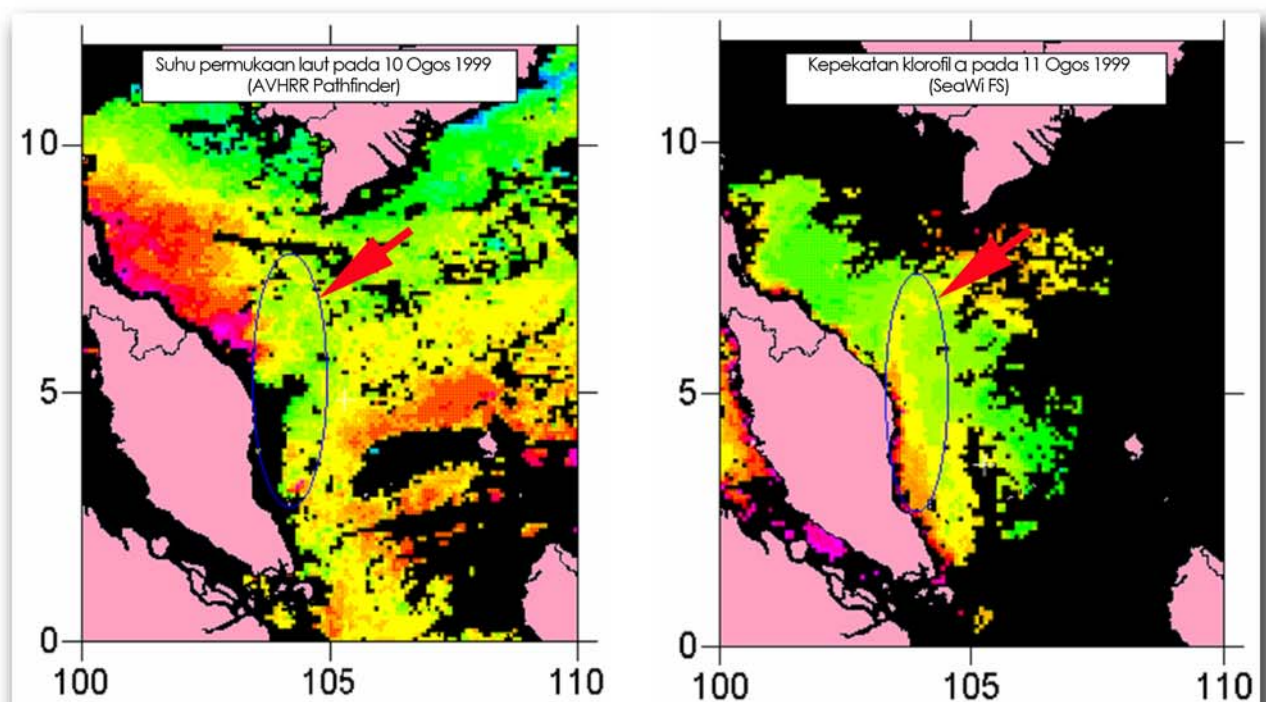 Suhu permukaan laut pada 10 Ogos 1999
(AVHRR Pathfinder)
10
5
0
100 105 110
Kepekatan klorofil a pada 11 Ogos 1999
(SeaWi FS)
10
5
0
100 105 110